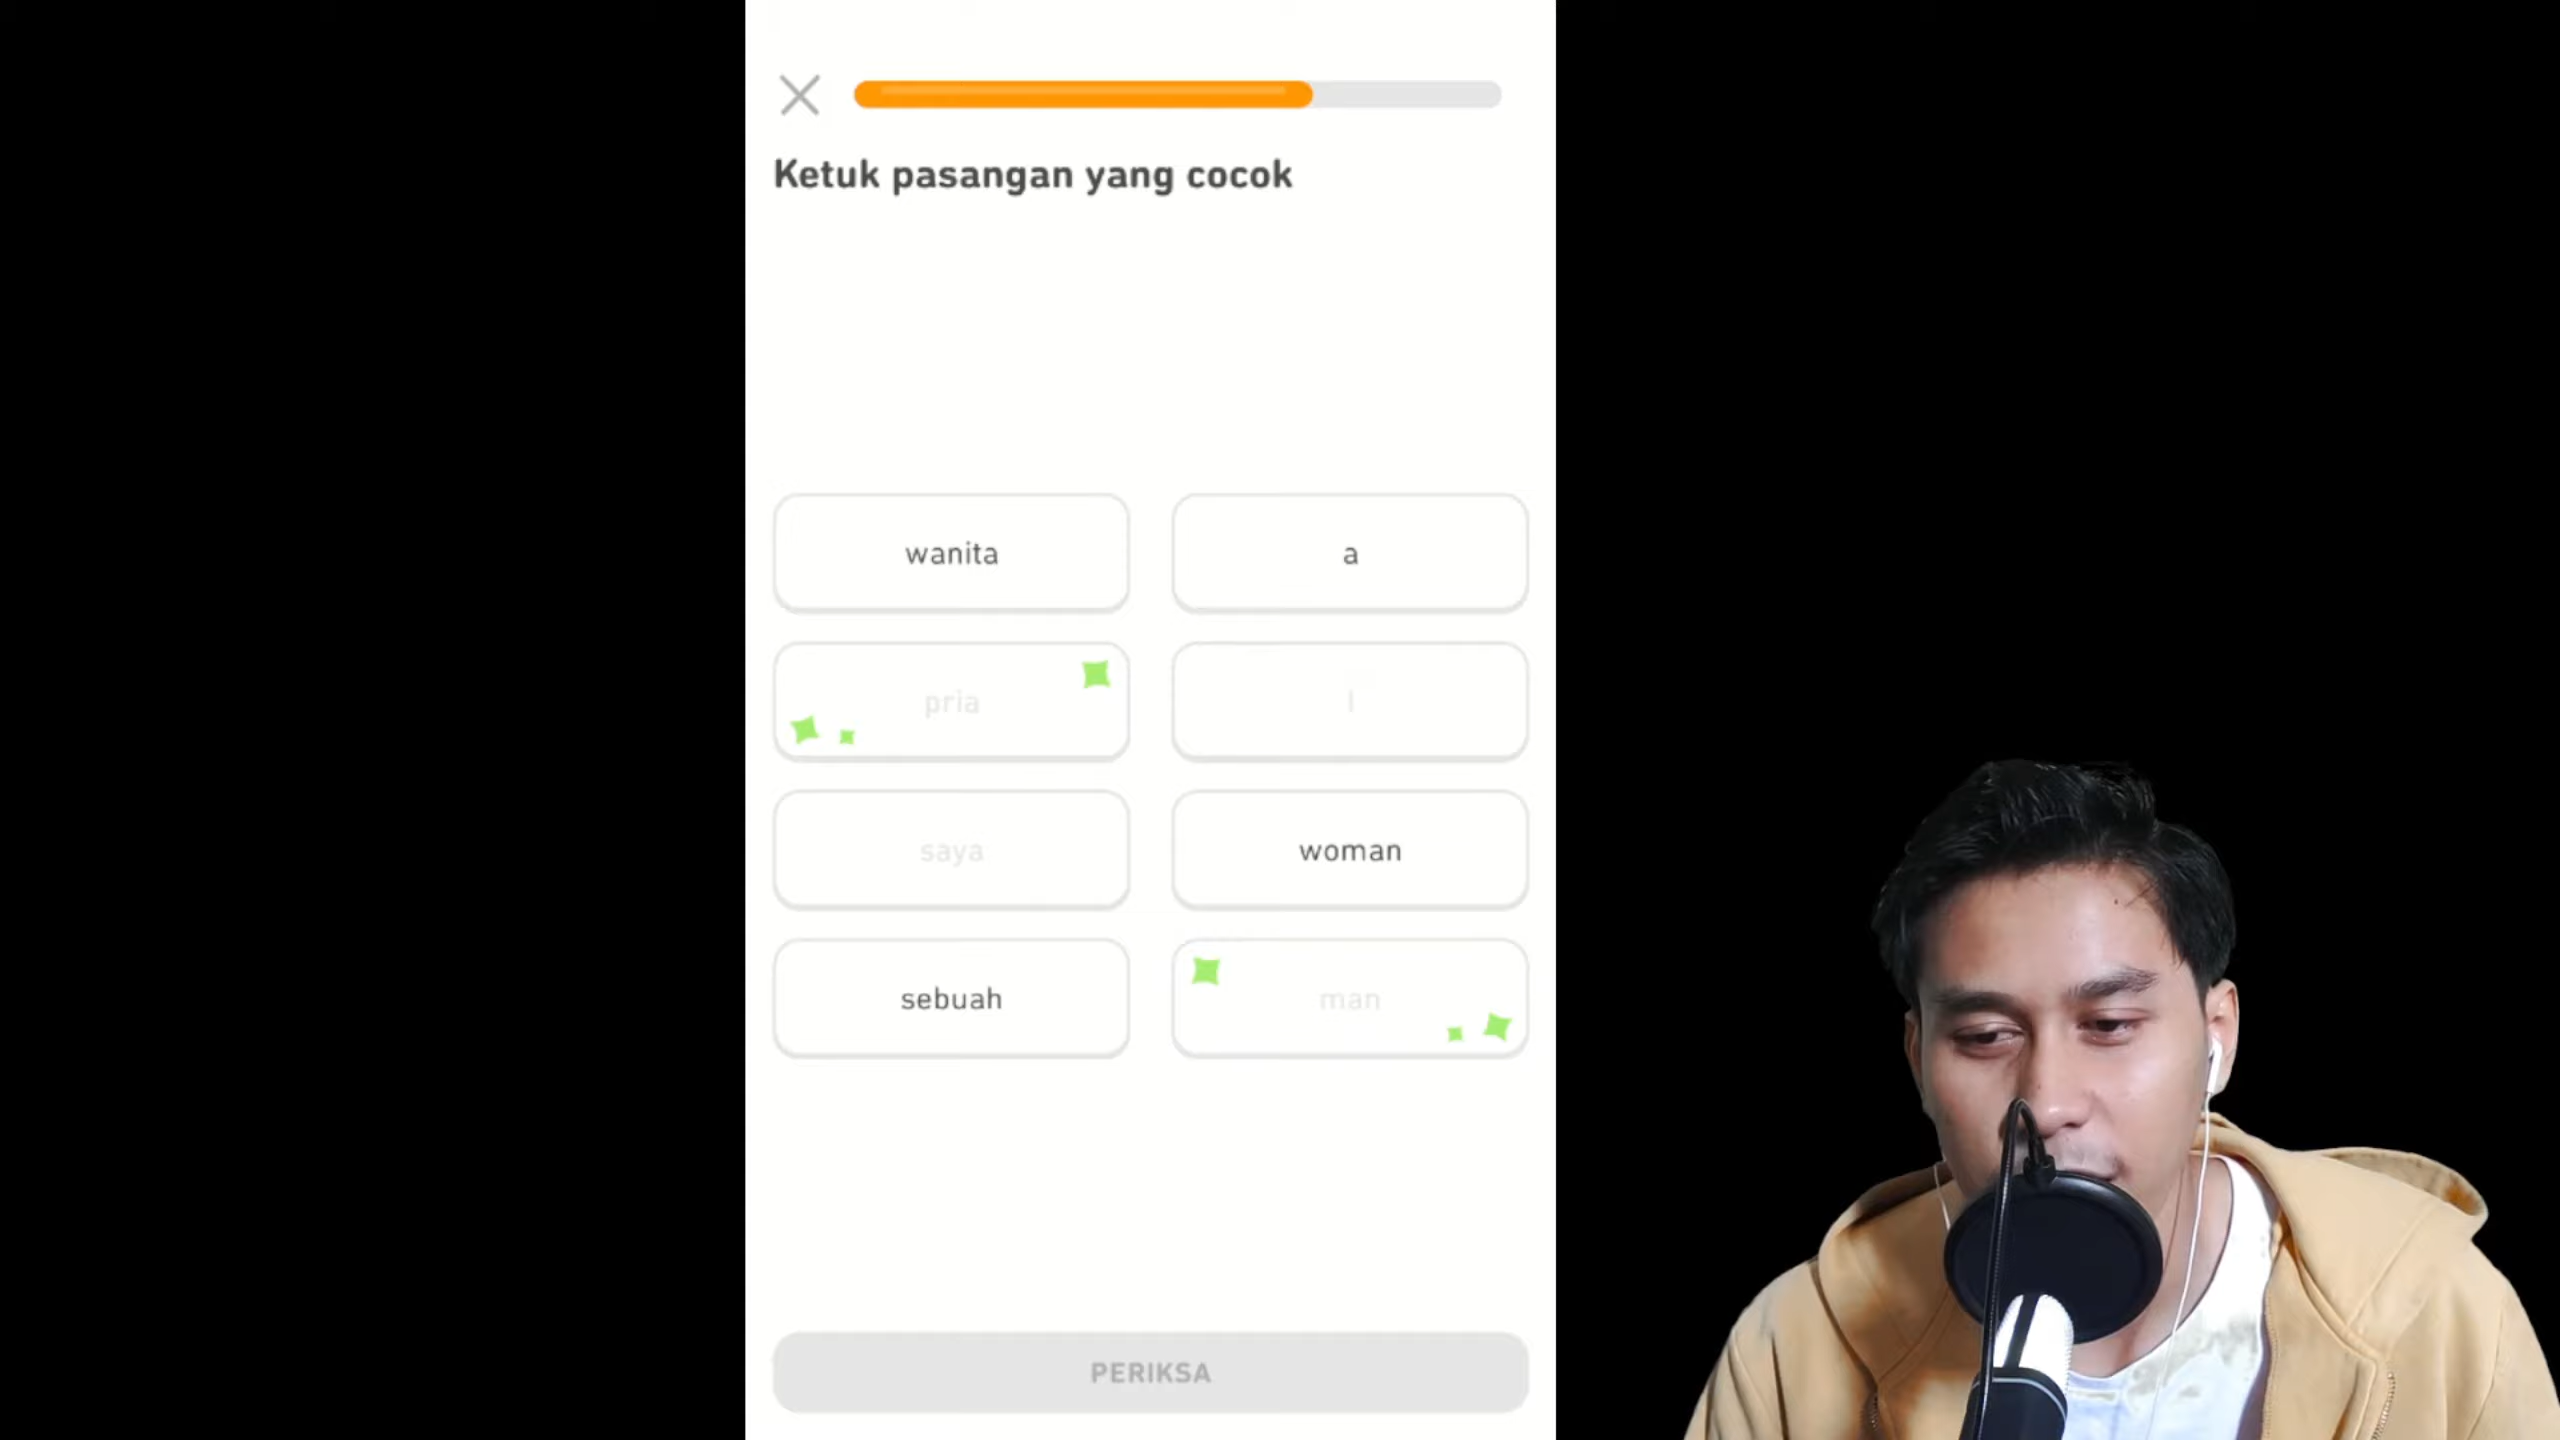 Ketuk pasangan yang cocok
wanita
a
pria
I
saya
woman
sebuah
man
PERIKSA